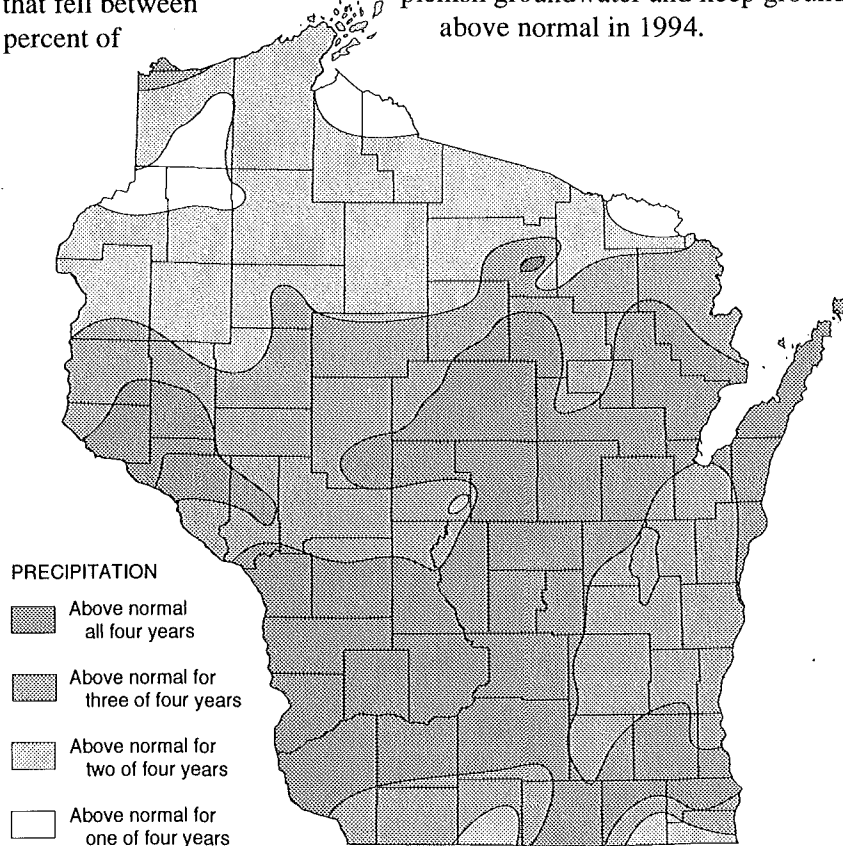 that fell between
percent of
plenish groundwater and keep ground
above normal in 1994.
PRECIPITATION
Above normal
all four years
Above normal for
three of four years
Above normal for
two of four years
Above normal for
one of four years